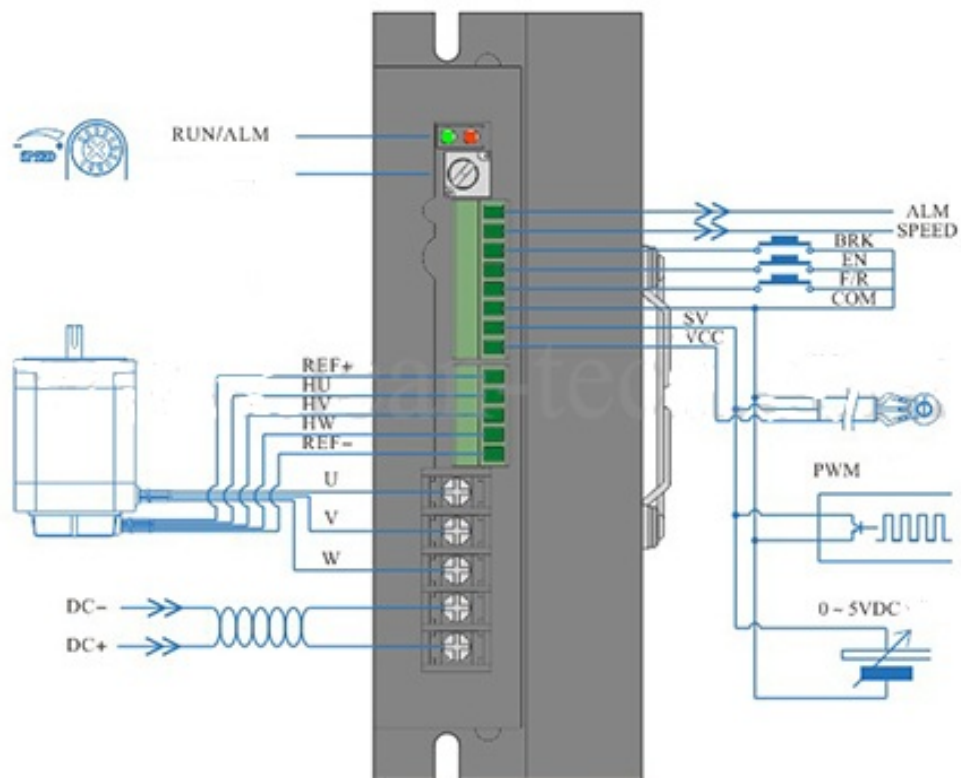 RUN/ALM
SPEED
ALM
SPEED
BRK
EN
F/R
COM
SV
VCC
REF+
HU
HV
HW
REF-
U
V
W
PWM
DC-
DC+
0~5VDC